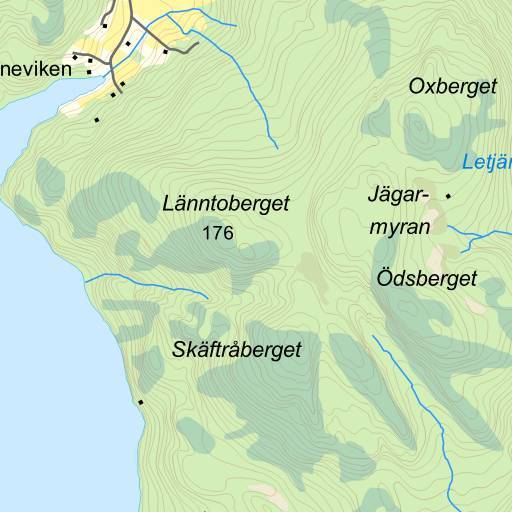 neviken
Oxberget
Letjär
Jägar-
myran
Länntoberget
176
Ödsberget
Skäftråberget